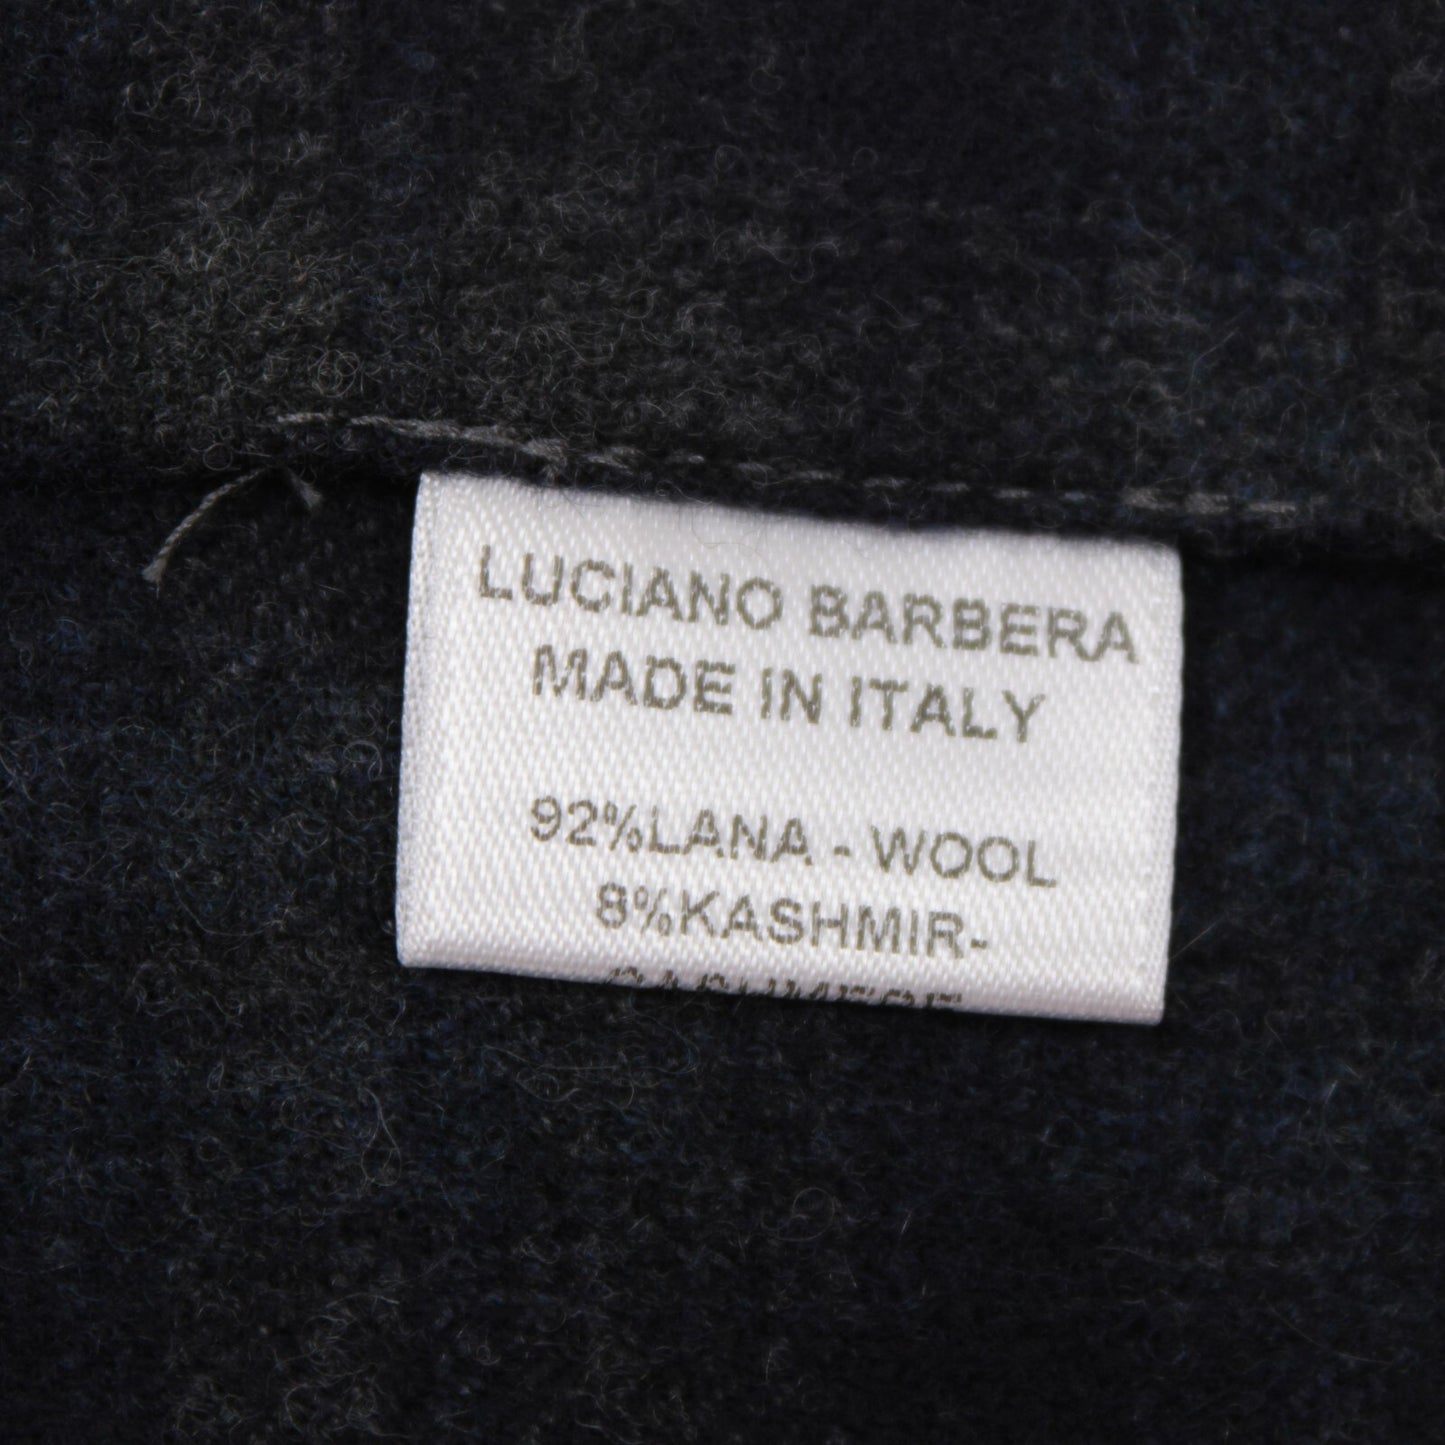 LUCIANO BARBERA
MADE IN ITALY
92%LANA - WOOL
8%KASHMIR-